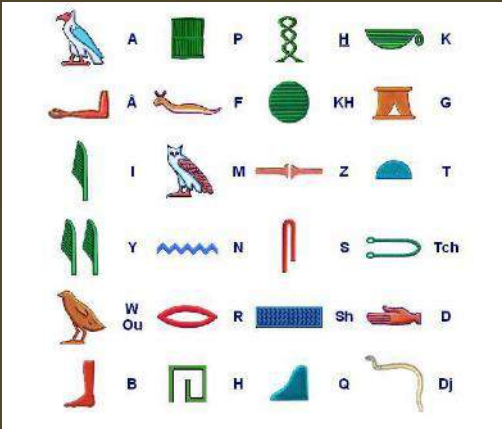 A P H K
Â F KH G
I M Z T
Y N S Tch
W
Ou R Sh D
B H Q Dj